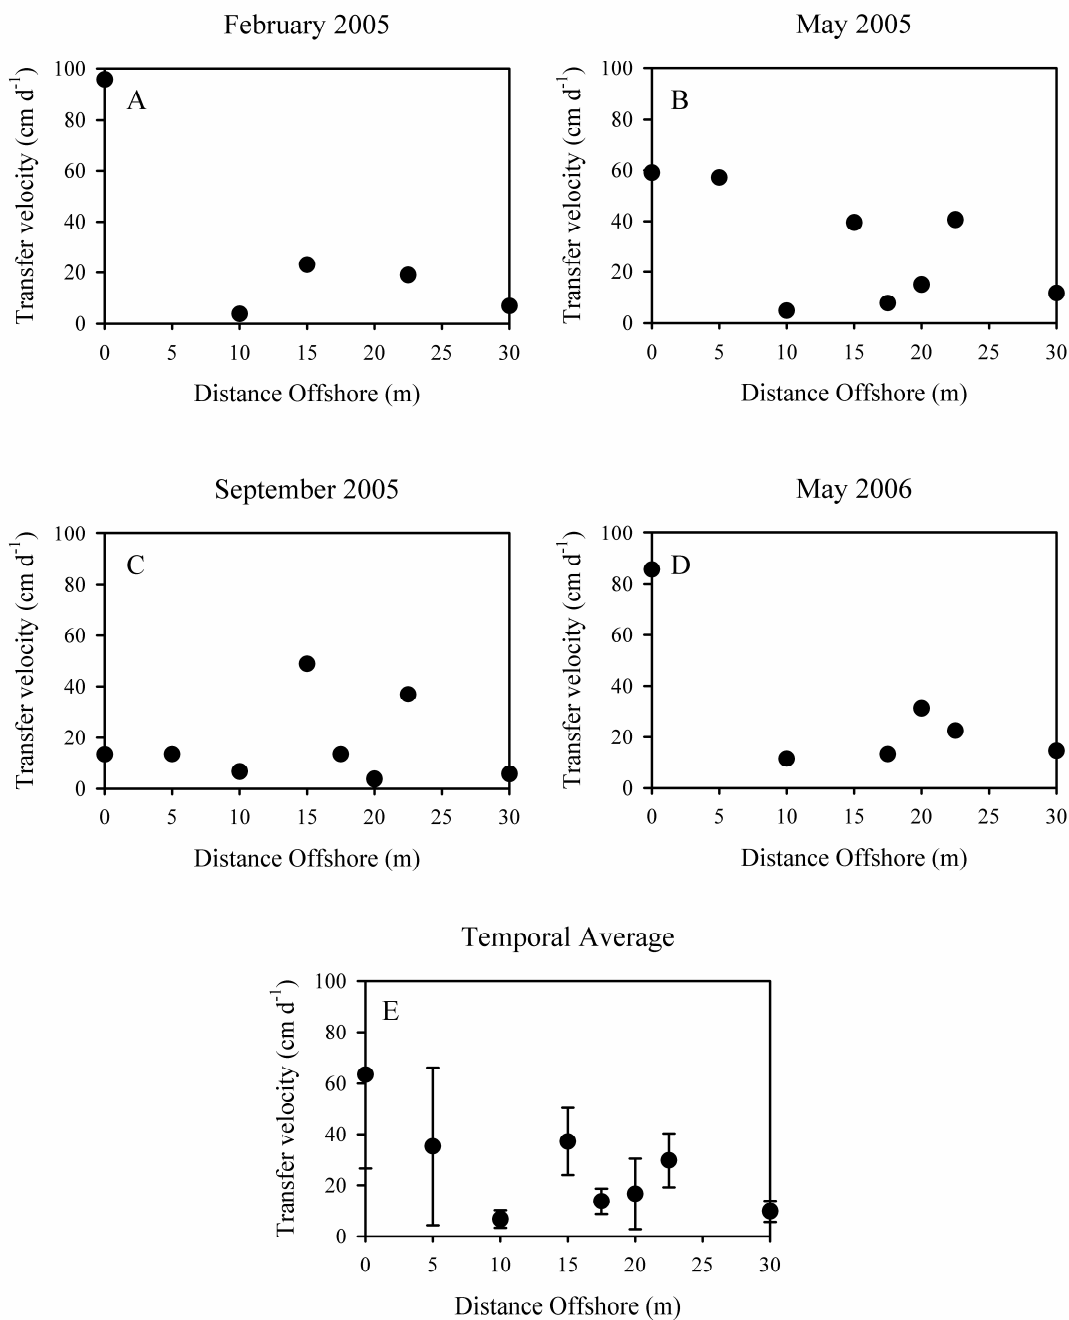 February 2005
May 2005
A
B
Transfer velocity (cm d-1)
100
80
60
40
20
0
0 5 10 15 20 25 30
Distance Offshore (m)
Transfer velocity (cm d-1)
100
80
60
40
20
0
0 5 10 15 20 25 30
Distance Offshore (m)
September 2005
May 2006
C
D
Transfer velocity (cm d-1)
100
80
60
40
20
0
0 5 10 15 20 25 30
Distance Offshore (m)
Transfer velocity (cm d-1)
100
80
60
40
20
0
0 5 10 15 20 25 30
Distance Offshore (m)
Temporal Average
E
Transfer velocity (cm d-1)
100
80
60
40
20
0
0 5 10 15 20 25 30
Distance Offshore (m)